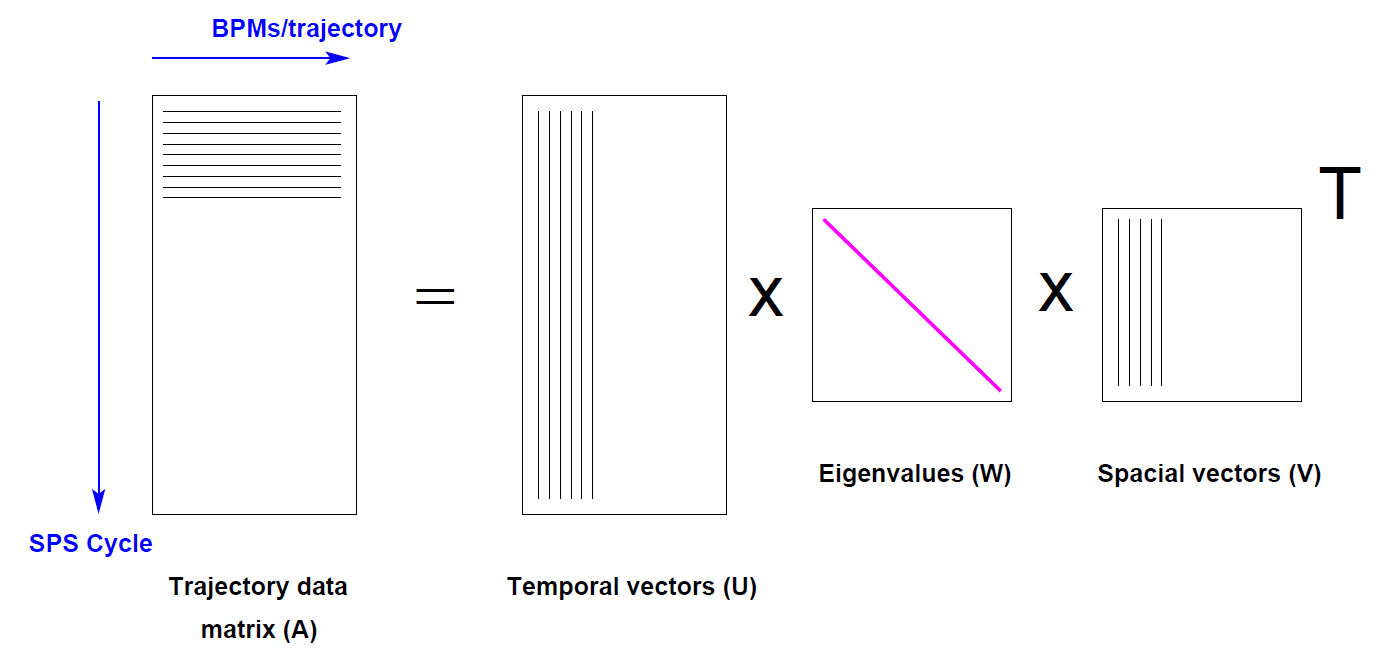 BPMs/trajectory
T
= x x
Eigenvalues (W) Spacial vectors (V)
SPS Cycle
Trajectory data
matrix (A)
Temporal vectors (U)